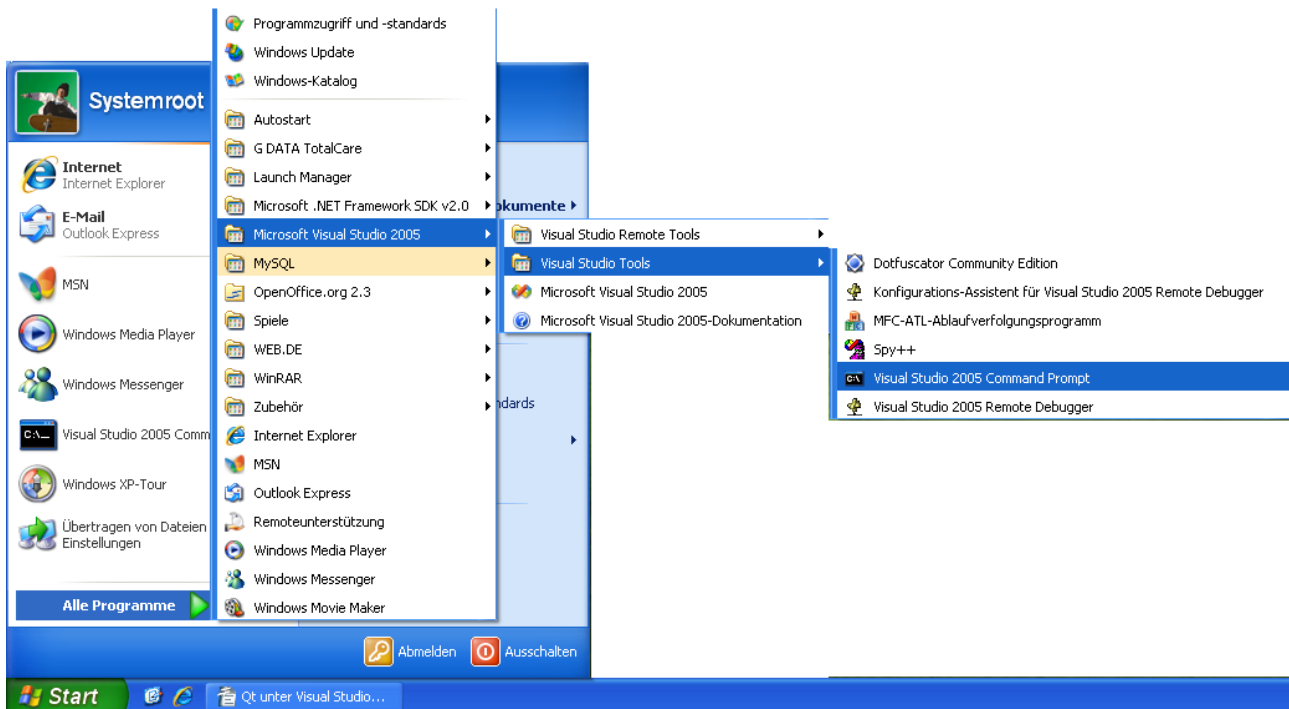 Systemroot
Internet
Internet Explorer
E-Mail
Outlook Express
MSN
Windows Media Player
Windows Messenger
Visual Studio 2005 Comm
Windows XP-Tour
Übertragen von Dateien
Einstellungen
Alle Programme
Programmzugriff und -standards
Windows Update
Windows-Katalog
Autostart
G DATA TotalCare
Launch Manager
Microsoft .NET Framework SDK v2.0
Microsoft Visual Studio 2005
MySQL
OpenOffice.org 2.3
Spiele
WEB.DE
WinRAR
Zubehör
Internet Explorer
MSN
Outlook Express
Remoteunterstützung
Windows Media Player
Windows Messenger
Windows Movie Maker
okumente
ndards
Visual Studio Remote Tools
Visual Studio Tools
Microsoft Visual Studio 2005
Microsoft Visual Studio 2005-Dokumentation
Dotfuscator Community Edition
Konfigurations-Assistent für Visual Studio 2005 Remote Debugger
MFC-ATL-Ablaufverfolgungsprogramm
Spy++
Visual Studio 2005 Command Prompt
Visual Studio 2005 Remote Debugger
Abmelden
Ausschalten
Start
Qt unter Visual Studio...